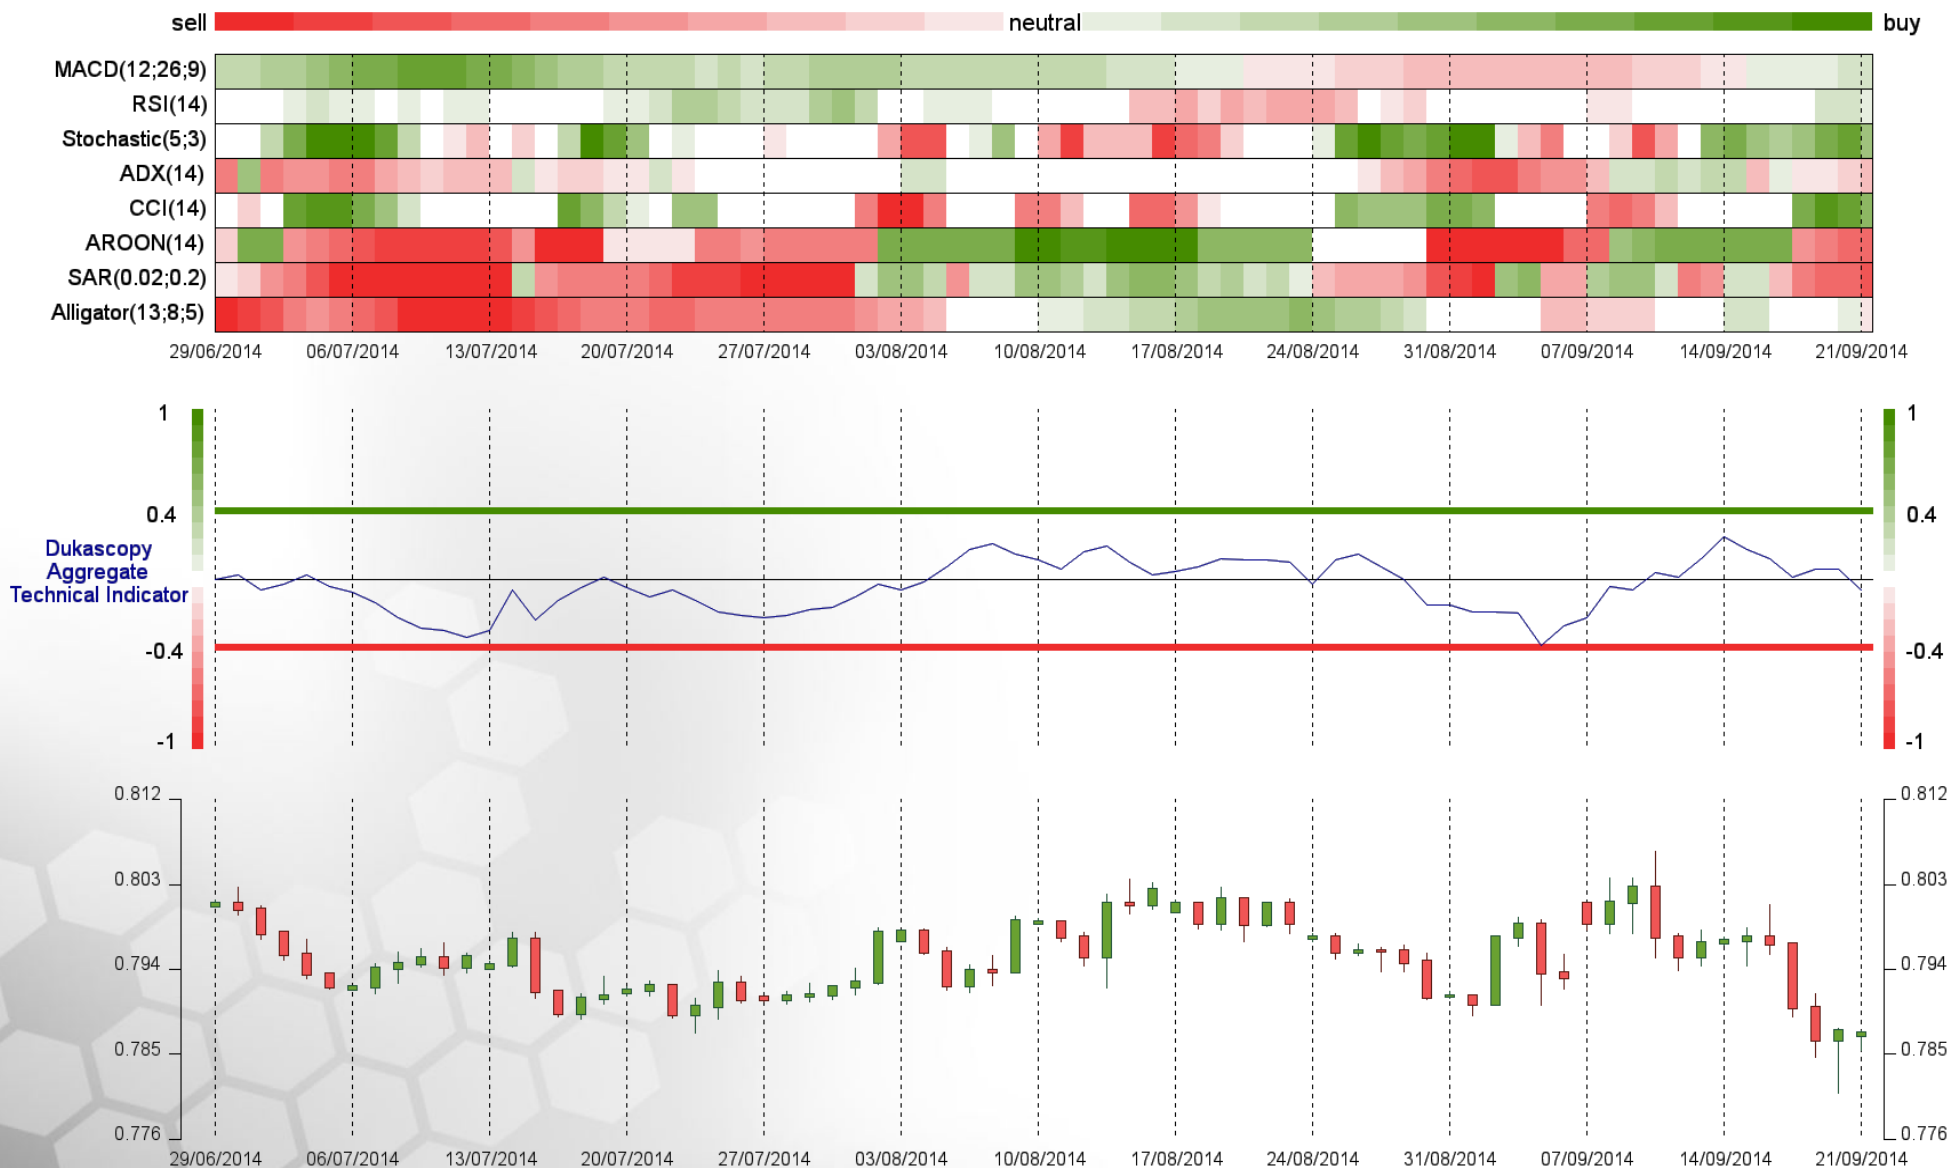 sell neutral buy
MACD(12;26;9)
RSI(14)
Stochastic(5;3)
ADX(14)
CCI(14)
AROON(14)
SAR(0.02;0.2)
Alligator(13;8;5)
29/06/2014 06/07/2014 13/07/2014 20/07/2014 27/07/2014 03/08/2014 10/08/2014 17/08/2014 24/08/2014 31/08/2014 07/09/2014 14/09/2014 21/09/2014
1 1
0.4 0.4
Dukascopy
Aggregate
Technical Indicator
-0.4 -0.4
-1 -1
0.812 0.812
0.803 0.803
0.794 0.794
0.785 0.785
0.776 0.776
29/06/2014 06/07/2014 13/07/2014 20/07/2014 27/07/2014 03/08/2014 10/08/2014 17/08/2014 24/08/2014 31/08/2014 07/09/2014 14/09/2014 21/09/2014